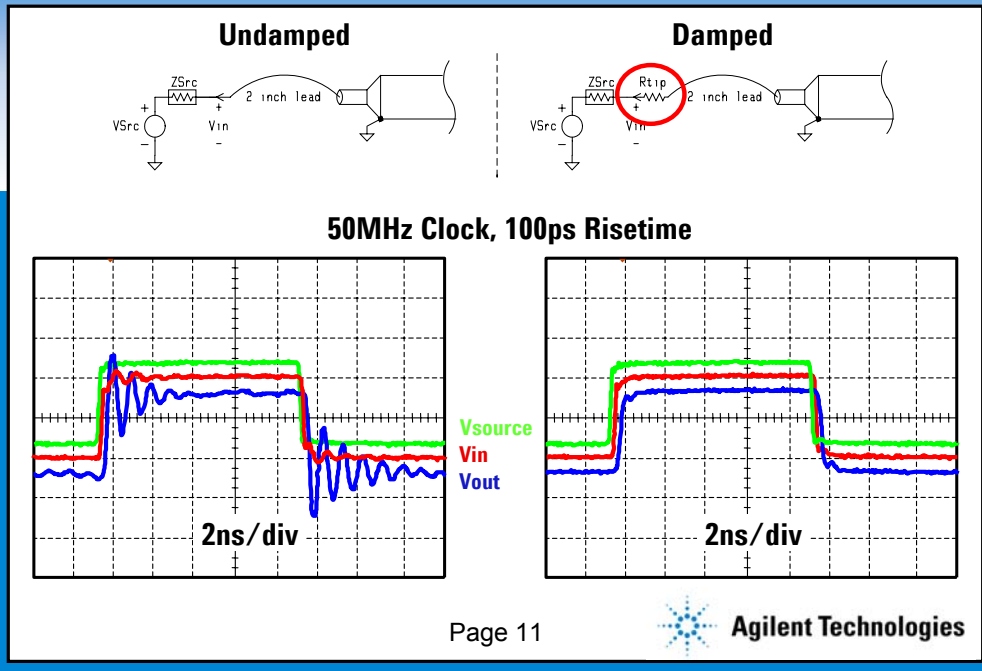 Undamped
Damped
ZSrc
2 inch lead
+
VSrc
+
Vin
-
-
ZSrc
Rtip
2 inch lead
+
VSrc
+
Vin
-
-
50MHz Clock, 100ps Risetime
Vsource
Vin
Vout
2ns/div
2ns/div
Page 11
Agilent Technologies